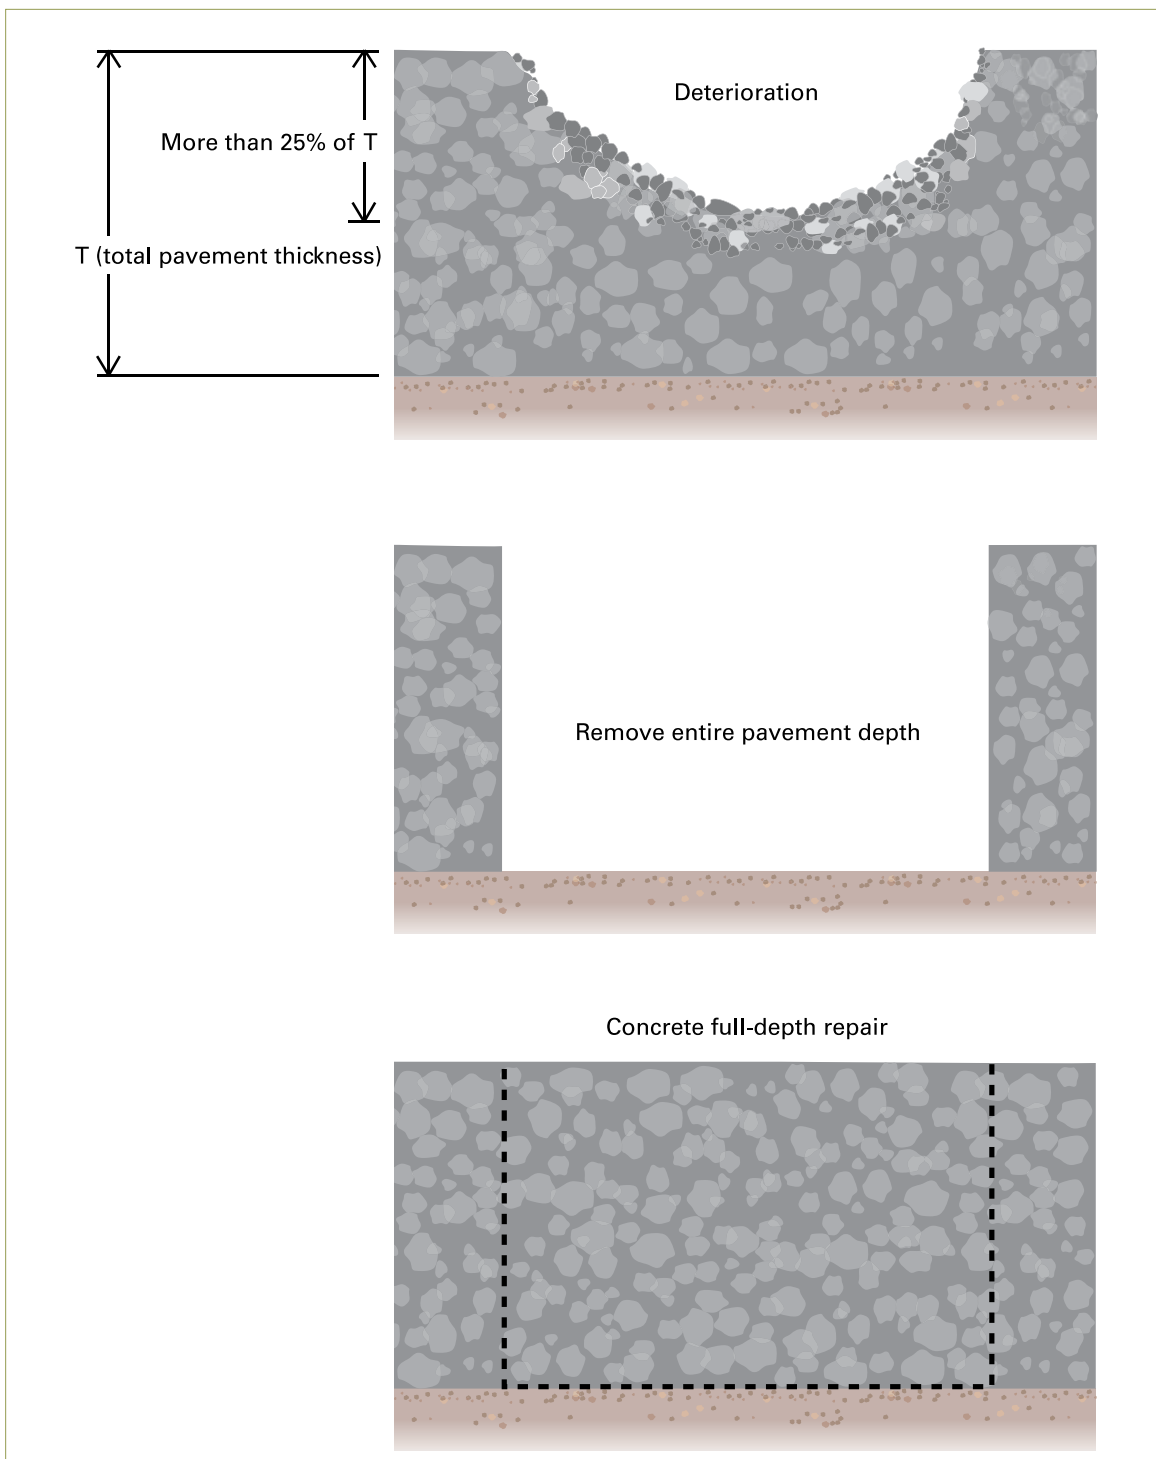 Deterioration
More than 25% of T
T (total pavement thickness)
Remove entire pavement depth
Concrete full-depth repair